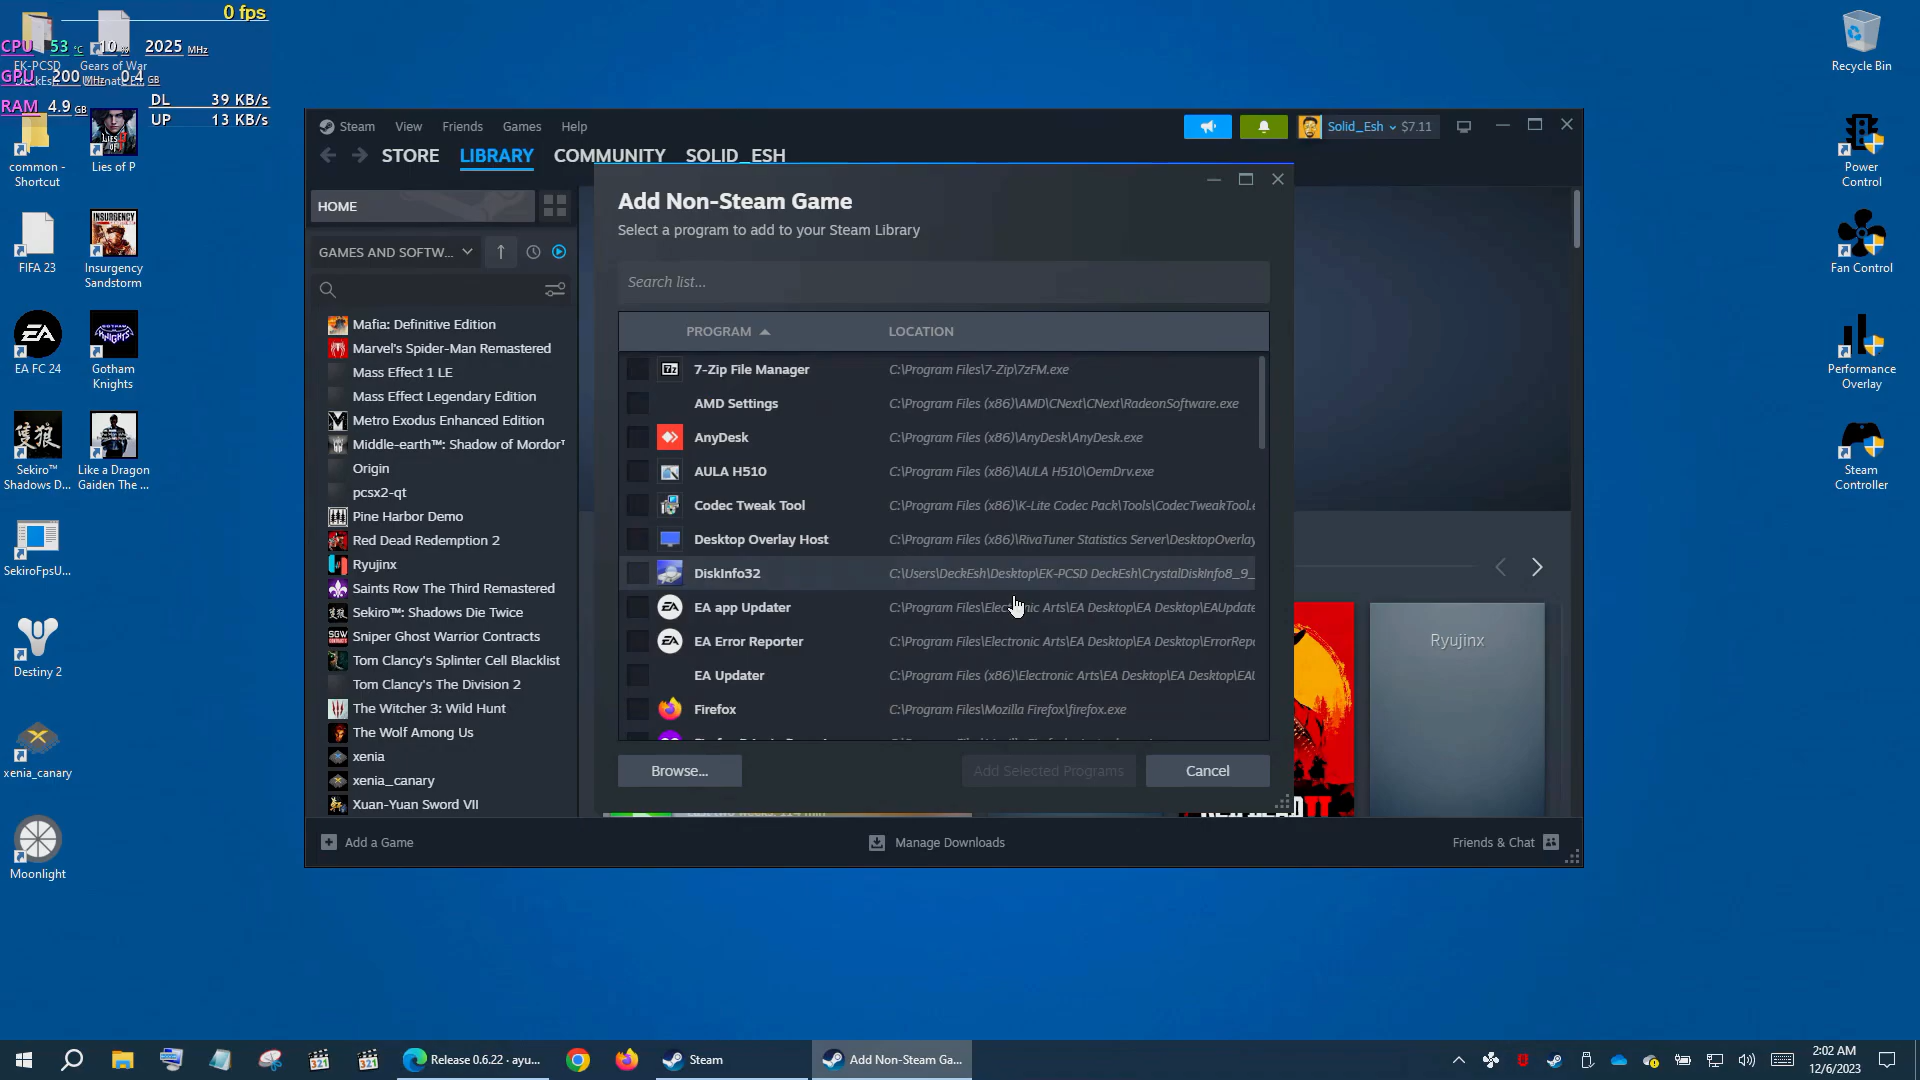 0 fps
CPU 53 °C 10 % 2025 MHz
EK-PCSD
Gears of War
GPU 200 MHz 0.4 GB
RAM 4.9 GB
DL 39 KB/s
UP 13 KB/s
common - Shortcut
Lies of P
FIFA 23
Insurgency Sandstorm
EA FC 24
Gotham Knights
Sekiro™ Shadows D...
Like a Dragon Gaiden The ...
SekiroFpsU...
Destiny 2
xenia_canary
Moonlight
Recycle Bin
Power Control
Fan Control
Performance Overlay
Steam Controller
Steam View Friends Games Help
Solid_Esh $7.11
STORE LIBRARY COMMUNITY SOLID_ESH
HOME
GAMES AND SOFTW...
Mafia: Definitive Edition
Marvel's Spider-Man Remastered
Mass Effect 1 LE
Mass Effect Legendary Edition
Metro Exodus Enhanced Edition
Middle-earth™: Shadow of Mordor
Origin
pcsx2-qt
Pine Harbor Demo
Red Dead Redemption 2
Ryujinx
Saints Row The Third Remastered
Sekiro™: Shadows Die Twice
Sniper Ghost Warrior Contracts
Tom Clancy's Splinter Cell Blacklist
Tom Clancy's The Division 2
The Witcher 3: Wild Hunt
The Wolf Among Us
xenia
xenia_canary
Xuan-Yuan Sword VII
Add Non-Steam Game
Select a program to add to your Steam Library
Search list...
PROGRAM LOCATION
7-Zip File Manager C:\Program Files\7-Zip\7zFM.exe
AMD Settings C:\Program Files (x86)\AMD\CNext\CNext\RadeonSoftware.exe
AnyDesk C:\Program Files (x86)\AnyDesk\AnyDesk.exe
AULA H510 C:\Program Files (x86)\AULA H510\OemDrv.exe
Codec Tweak Tool C:\Program Files (x86)\K-Lite Codec Pack\Tools\CodecTweakTool.e
Desktop Overlay Host C:\Program Files (x86)\RivaTuner Statistics Server\DesktopOverlay
DiskInfo32 C:\Users\DeckEsh\Desktop\EK-PCSD DeckEsh\CrystalDiskInfo8_9_
EA app Updater C:\Program Files\Electronic Arts\EA Desktop\EA Desktop\EAUpdate
EA Error Reporter C:\Program Files\Electronic Arts\EA Desktop\EA Desktop\ErrorRepo
EA Updater C:\Program Files (x86)\Electronic Arts\EA Desktop\EA Desktop\EAU
Firefox C:\Program Files\Mozilla Firefox\firefox.exe
Browse... Add Selected Programs Cancel
Ryujinx
Add a Game
Manage Downloads
Friends & Chat
Release 0.6.22 · ayu...
Steam
Add Non-Steam Ga...
2:02 AM
12/6/2023